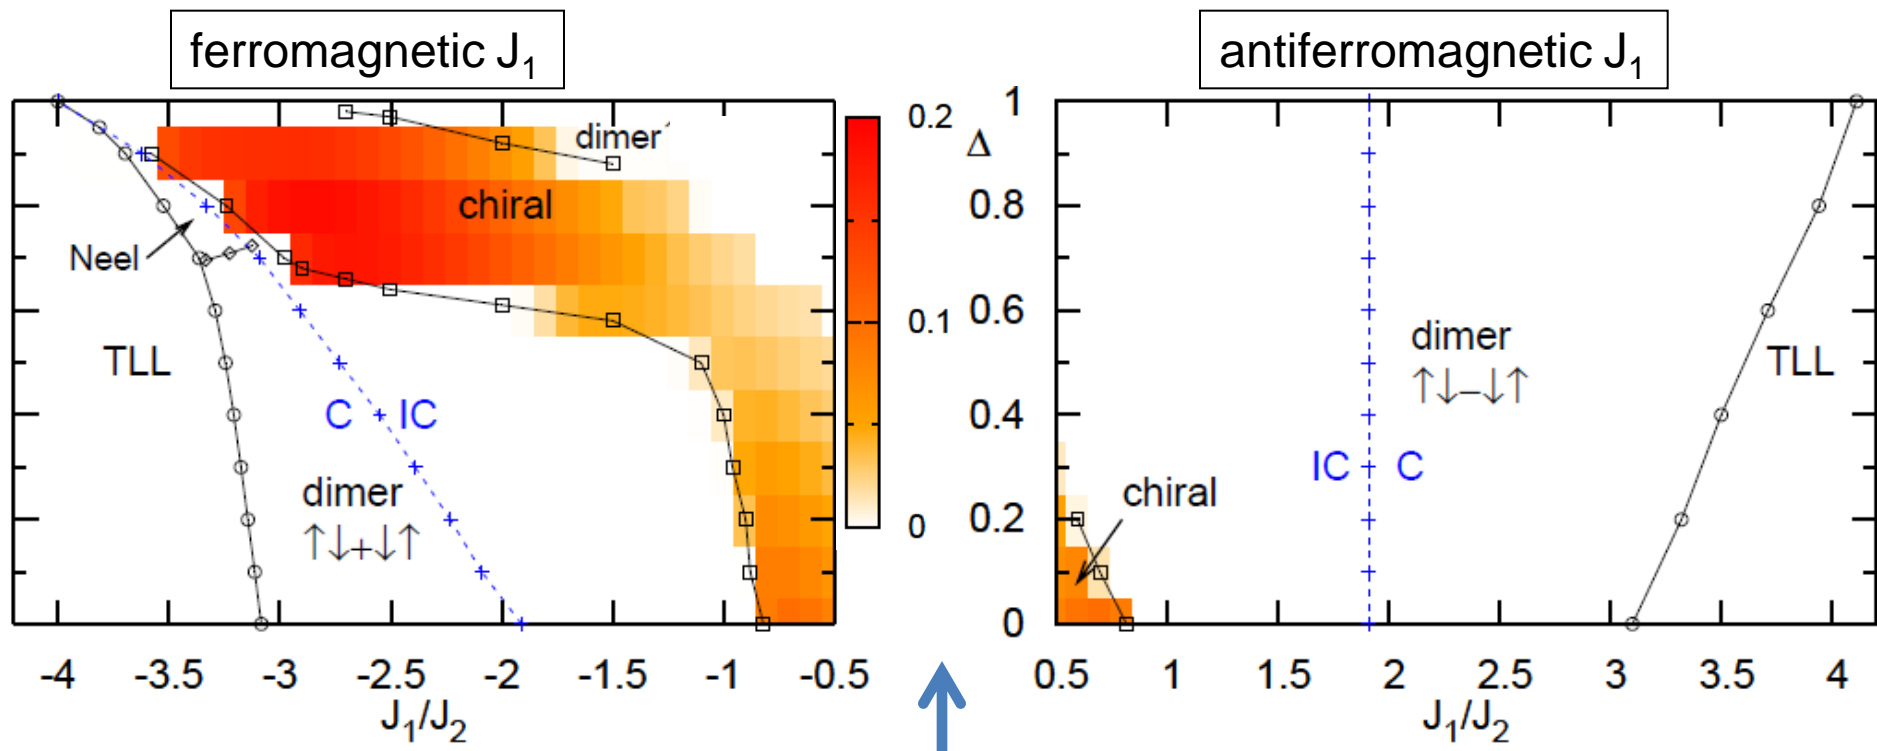 ferromagnetic J1
antiferromagnetic J1
dimer´
chiral
Neel
TLL
C IC
dimer
↑↓+↓↑
-4 -3.5 -3 -2.5 -2 -1.5 -1 -0.5
J1/J2
0.2
0.1
0
1
Δ
0.8
0.6
0.4
0.2
0
dimer
↑↓−↓↑
TLL
IC C
chiral
0.5 1 1.5 2 2.5 3 3.5 4
J1/J2